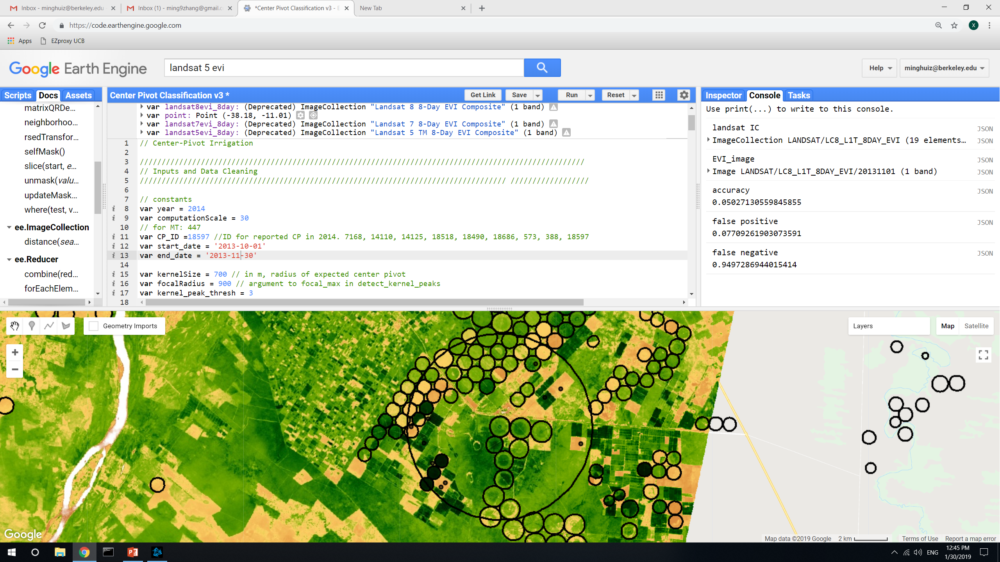 Inbox - minghuiz@berkeley.edu
Inbox (1) - ming9zhang@gmail.c
*Center Pivot Classification v3 - E
New Tab
https://code.earthengine.google.com
X
Apps
EZproxy UCB
Google Earth Engine
landsat 5 evi
Help
minghuiz@berkeley.edu
Scripts
Docs
Assets
matrixQRDe...
neighborhoo...
rsedTransfor...
selfMask()
slice(start, e...
unmask(valu...
updateMask...
where(test, v...
ee.ImageCollection
distance(sea...
ee.Reducer
combine(red...
forEachElem...
Center Pivot Classification v3 *
Get Link
Save
Run
Reset
var landsat8evi_8day: (Deprecated) ImageCollection "Landsat 8 8-Day EVI Composite" (1 band)
var point: Point (-38.18, -11.01)
var landsat7evi_8day: (Deprecated) ImageCollection "Landsat 7 8-Day EVI Composite" (1 band)
var landsat5evi_8day: (Deprecated) ImageCollection "Landsat 5 TM 8-Day EVI Composite" (1 band)
1 // Center-Pivot Irrigation
2
3 //////////////////////////////////////////////////////////////////////////////////////////////////////
4 // Inputs and Data Cleaning
5 //////////////////////////////////////////////////////////////////////////////////// //////////////////
6
7 // constants
i 8 var year = 2014
i 9 var computationScale = 30
10 // for MT: 447
i 11 var CP_ID =18597 //ID for reported CP in 2014. 7168, 14110, 14125, 18518, 18490, 18686, 573, 388, 18597
i 12 var start_date = '2013-10-01'
i 13 var end_date = '2013-11-30'
14
i 15 var kernelSize = 700 // in m, radius of expected center pivot
i 16 var focalRadius = 900 // argument to focal_max in detect_kernel_peaks
i 17 var kernel_peak_thresh = 3
18
Inspector
Console
Tasks
Use print(...) to write to this console.
landsat IC JSON
ImageCollection LANDSAT/LC8_L1T_8DAY_EVI (19 elements... JSON
EVI_image JSON
Image LANDSAT/LC8_L1T_8DAY_EVI/20131101 (1 band) JSON
accuracy JSON
0.05027130559845855
false positive JSON
0.07709261903073591
false negative JSON
0.9497286944015414
Geometry Imports
Layers
Map
Satellite
+
−
Google
Map data ©2019 Google
2 km
Terms of Use
Report a map error
ENG
12:45 PM
1/30/2019